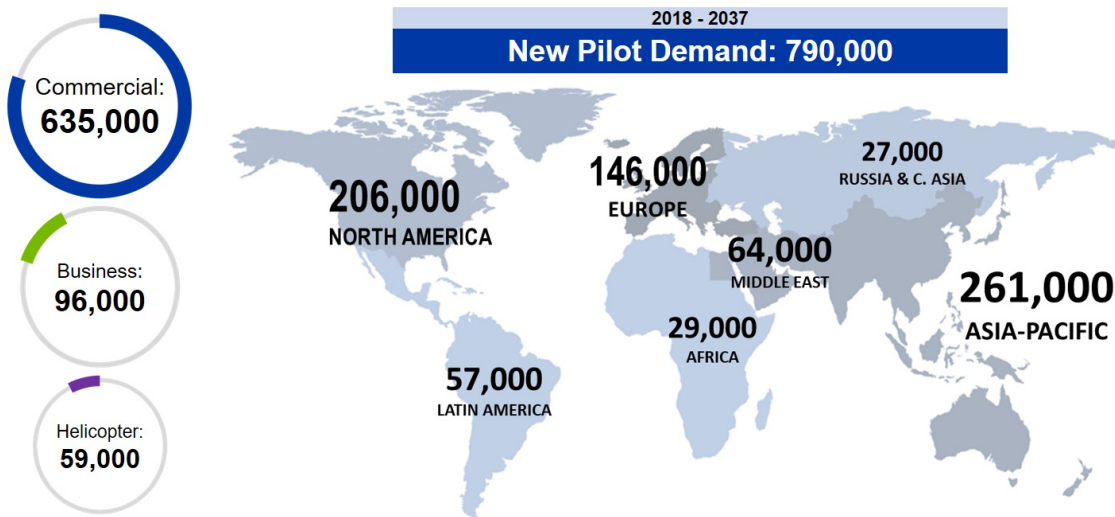 Commercial:
635,000
Business:
96,000
Helicopter:
59,000
2018 - 2037
New Pilot Demand: 790,000
206,000
NORTH AMERICA
146,000
EUROPE
27,000
RUSSIA & C. ASIA
64,000
MIDDLE EAST
261,000
ASIA-PACIFIC
29,000
AFRICA
57,000
LATIN AMERICA